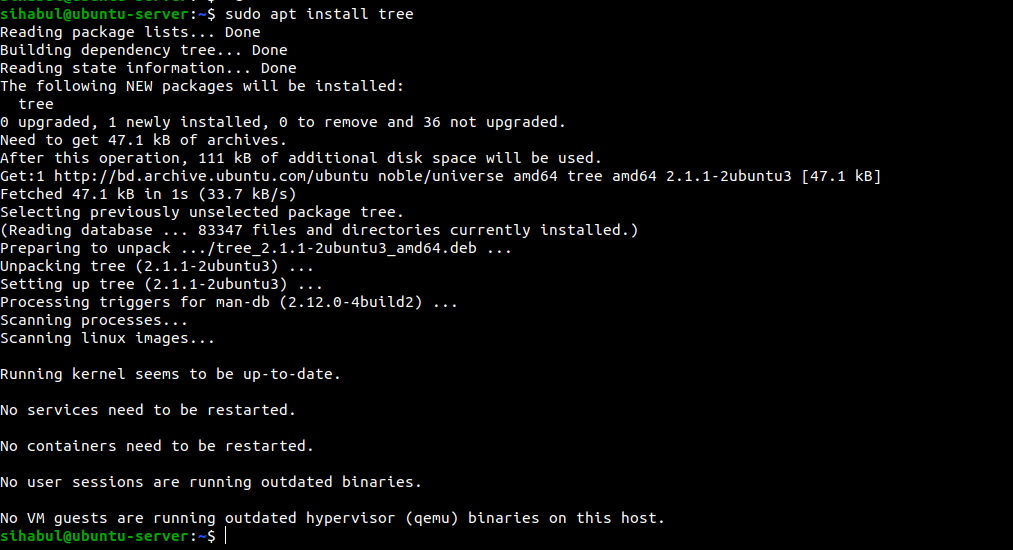 sihabul@ubuntu-server:~$ sudo apt install tree
Reading package lists... Done
Building dependency tree... Done
Reading state information... Done
The following NEW packages will be installed:
  tree
0 upgraded, 1 newly installed, 0 to remove and 36 not upgraded.
Need to get 47.1 kB of archives.
After this operation, 111 kB of additional disk space will be used.
Get:1 http://bd.archive.ubuntu.com/ubuntu noble/universe amd64 tree amd64 2.1.1-2ubuntu3 [47.1 kB]
Fetched 47.1 kB in 1s (33.7 kB/s)
Selecting previously unselected package tree.
(Reading database ... 83347 files and directories currently installed.)
Preparing to unpack .../tree_2.1.1-2ubuntu3_amd64.deb ...
Unpacking tree (2.1.1-2ubuntu3) ...
Setting up tree (2.1.1-2ubuntu3) ...
Processing triggers for man-db (2.12.0-4build2) ...
Scanning processes...
Scanning linux images...

Running kernel seems to be up-to-date.

No services need to be restarted.

No containers need to be restarted.

No user sessions are running outdated binaries.

No VM guests are running outdated hypervisor (qemu) binaries on this host.
sihabul@ubuntu-server:~$